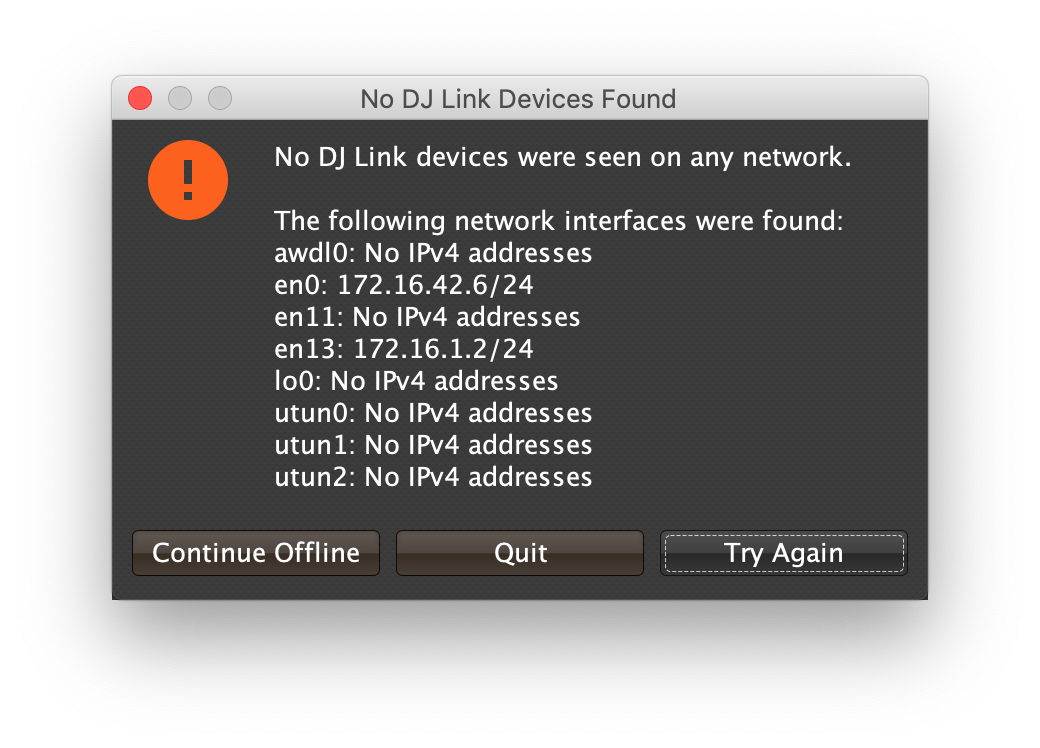 No DJ Link Devices Found
No DJ Link devices were seen on any network.
The following network interfaces were found:
awdl0: No IPv4 addresses
en0: 172.16.42.6/24
en11: No IPv4 addresses
en13: 172.16.1.2/24
lo0: No IPv4 addresses
utun0: No IPv4 addresses
utun1: No IPv4 addresses
utun2: No IPv4 addresses
Continue Offline
Quit
Try Again